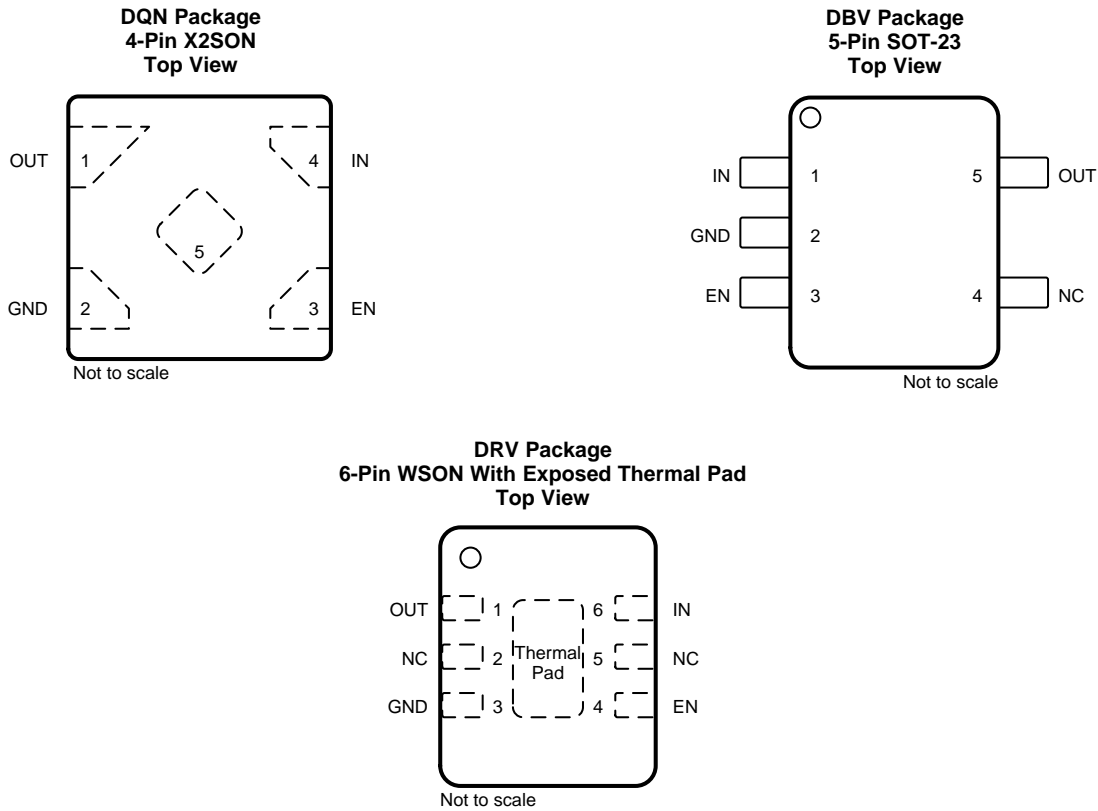 DQN Package
4-Pin X2SON
Top View
OUT 1 4 IN
5
GND 2 3 EN
Not to scale
DBV Package
5-Pin SOT-23
Top View
IN 1 5 OUT
GND 2
EN 3 4 NC
Not to scale
DRV Package
6-Pin WSON With Exposed Thermal Pad
Top View
OUT 1 6 IN
NC 2 Thermal 5 NC
Pad
GND 3 4 EN
Not to scale